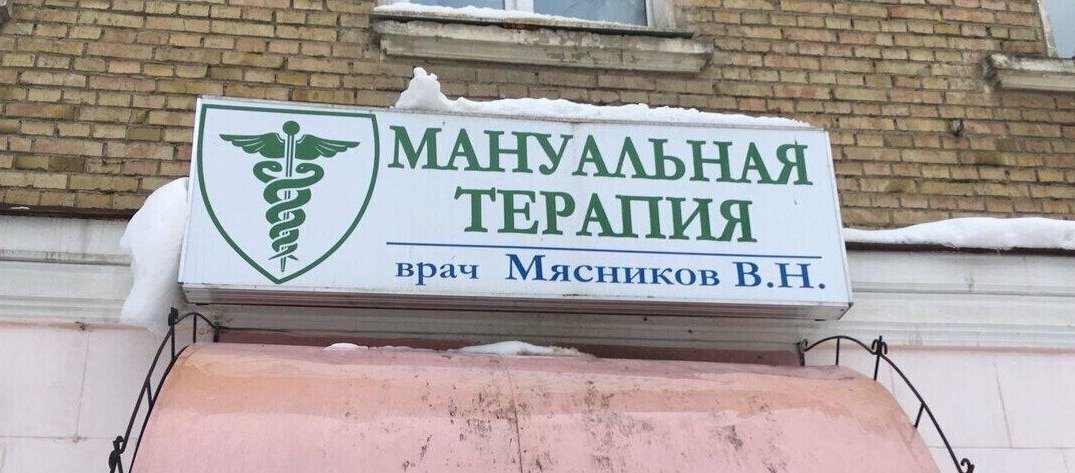 МАНУАЛЬНАЯ
ТЕРАПИЯ
врач Мясников В.Н.